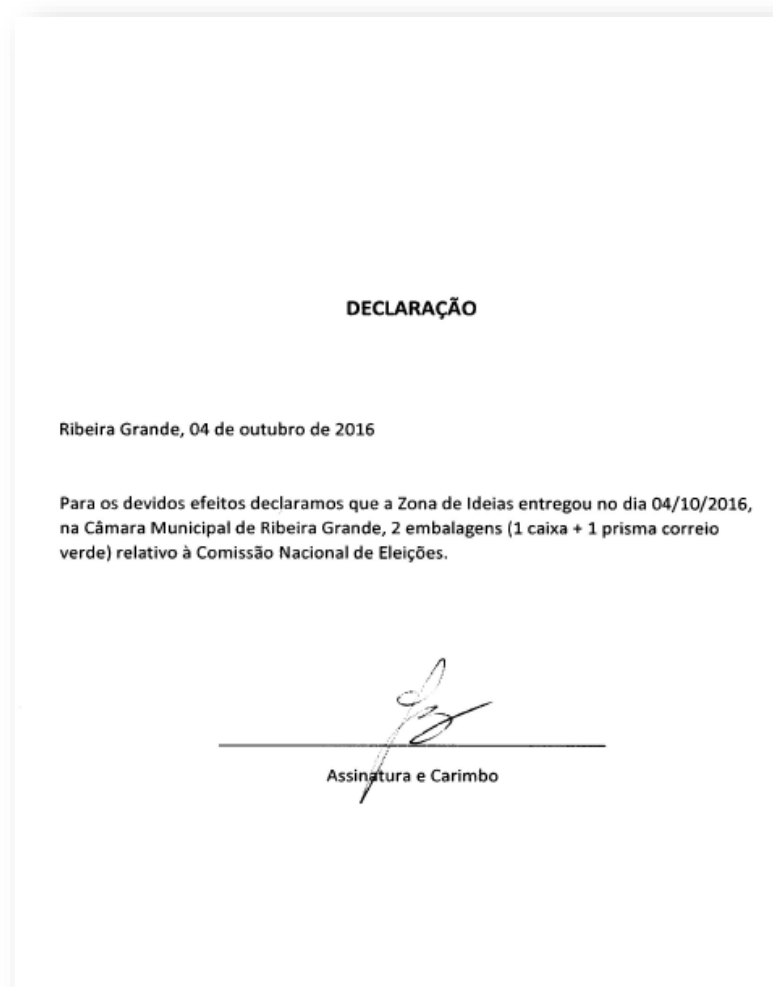 DECLARAÇÃO
Ribeira Grande, 04 de outubro de 2016
Para os devidos efeitos declaramos que a Zona de Ideias entregou no dia 04/10/2016,
na Câmara Municipal de Ribeira Grande, 2 embalagens (1 caixa + 1 prisma correio
verde) relativo à Comissão Nacional de Eleições.
Assinatura e Carimbo